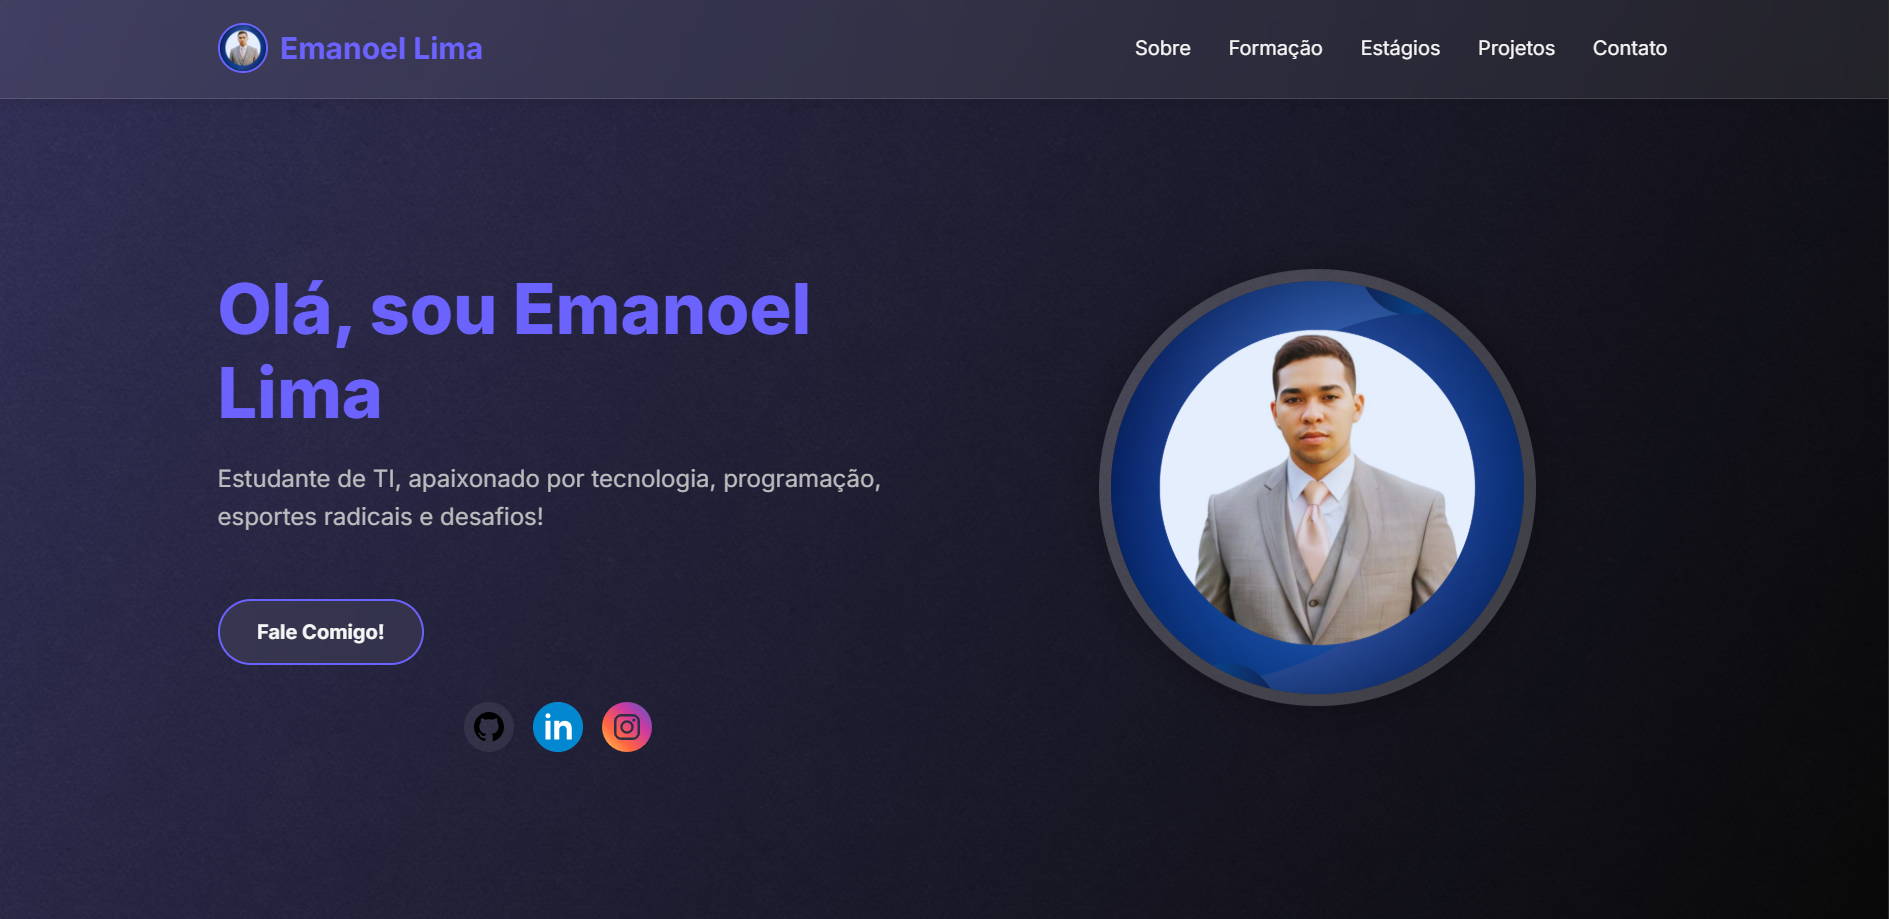 Emanoel Lima
Sobre Formação Estágios Projetos Contato
Olá, sou Emanoel
Lima
Estudante de TI, apaixonado por tecnologia, programação,
esportes radicais e desafios!
Fale Comigo!
in